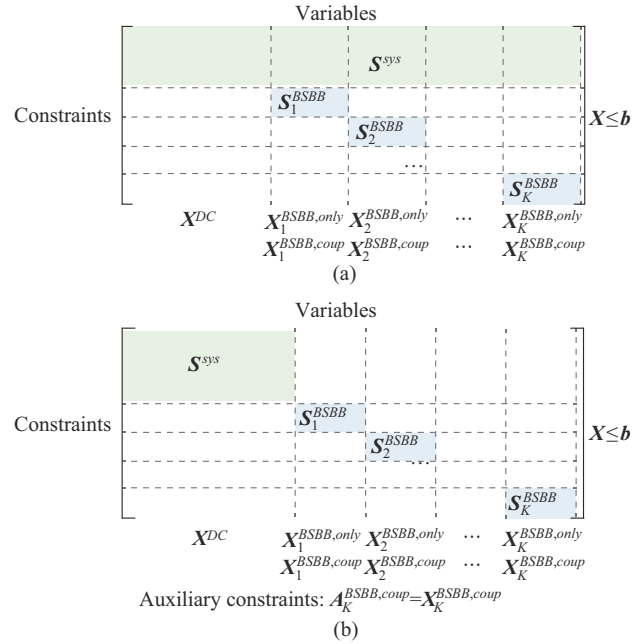 Variables
S^{sys}
S_1^{BSBB}
Constraints
X≤b
S_2^{BSBB}
...
S_K^{BSBB}
X^{DC} X_1^{BSBB,only} X_2^{BSBB,only} ... X_K^{BSBB,only}
X_1^{BSBB,coup} X_2^{BSBB,coup} ... X_K^{BSBB,coup}
(a)
Variables
S^{sys}
Constraints
S_1^{BSBB}
X≤b
S_2^{BSBB}
...
S_K^{BSBB}
X^{DC} X_1^{BSBB,only} X_2^{BSBB,only} ... X_K^{BSBB,only}
X_1^{BSBB,coup} X_2^{BSBB,coup} ... X_K^{BSBB,coup}
Auxiliary constraints: A_K^{BSBB,coup}=X_K^{BSBB,coup}
(b)